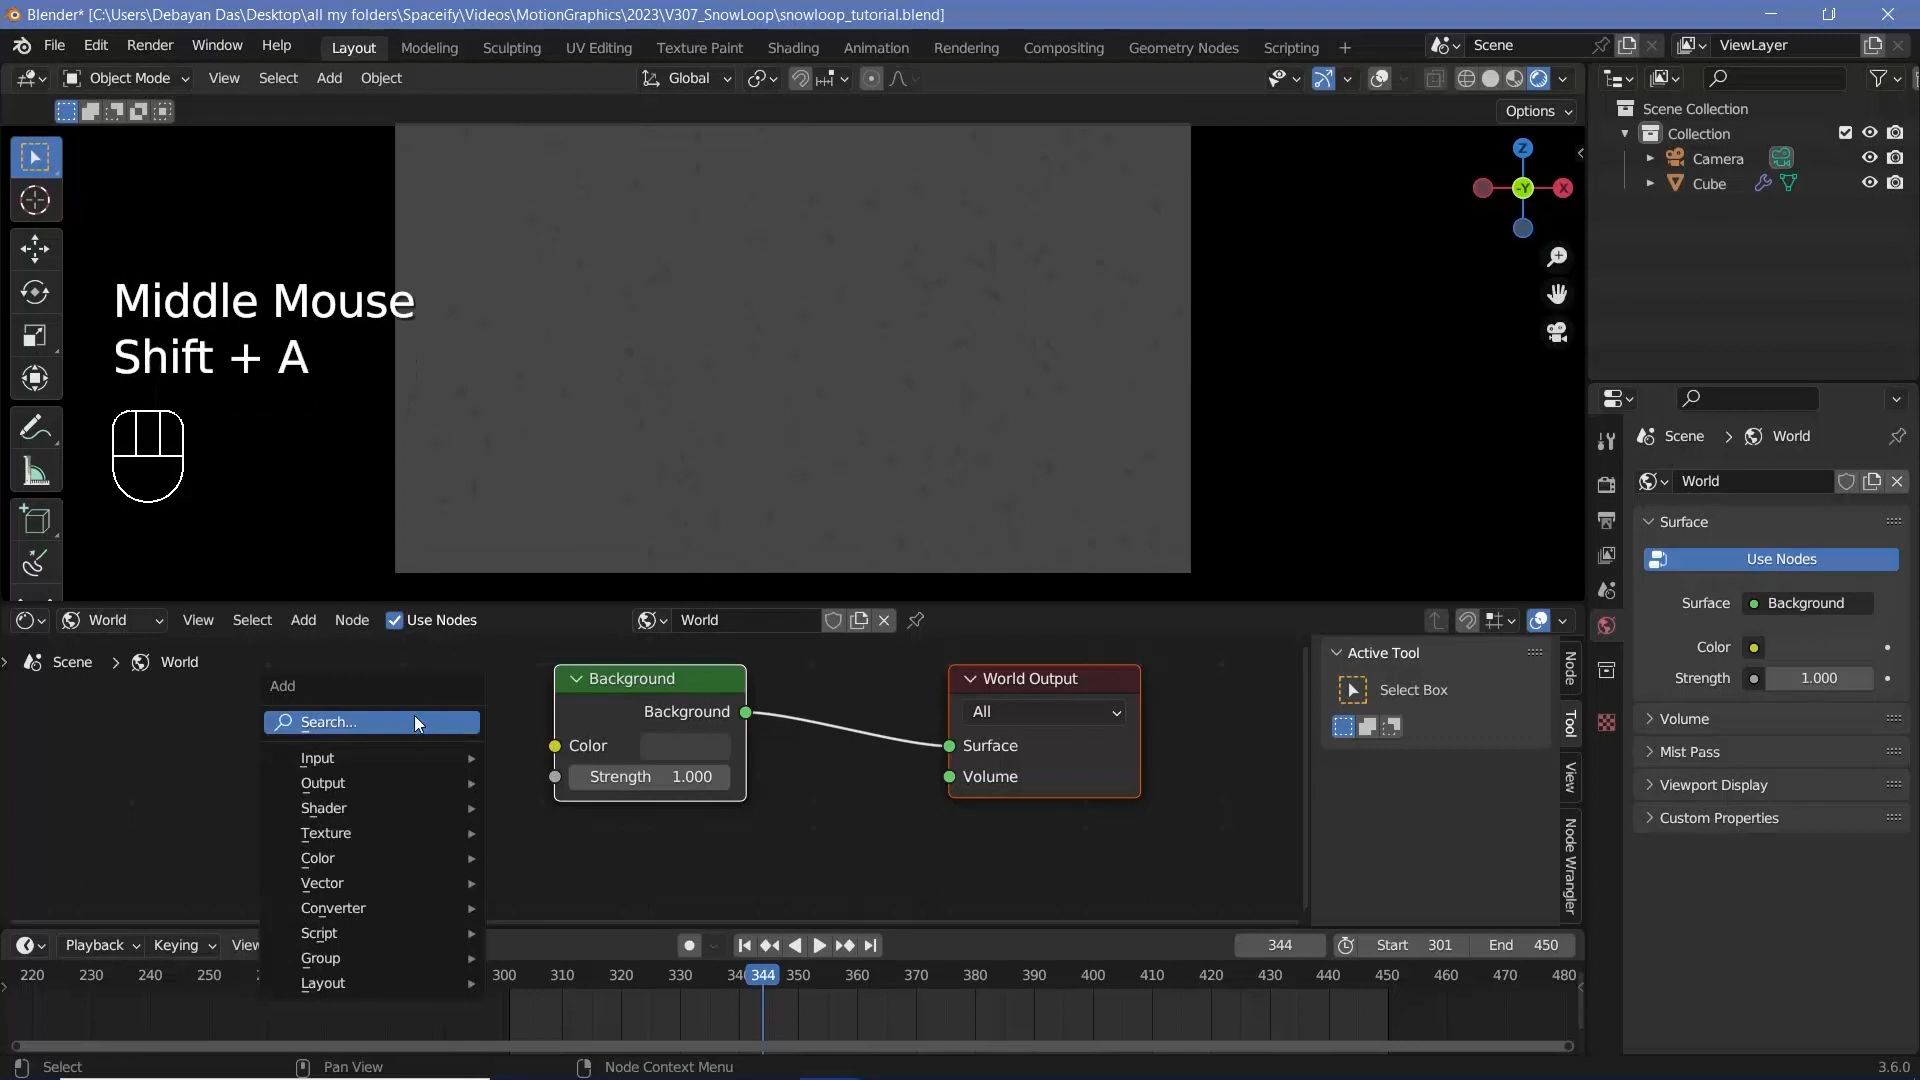 Blender* [C:\Users\Debayan Das\Desktop\all my folders\Spaceify\Videos\MotionGraphics\2023\V307_SnowLoop\snowloop_tutorial.blend]
File Edit Render Window Help Layout Modeling Sculpting UV Editing Texture Paint Shading Animation Rendering Compositing Geometry Nodes Scripting + Scene ViewLayer
Object Mode View Select Add Object Global
Options
Scene Collection
Collection
Camera
Cube
Z
-Y X
Middle Mouse
Shift + A
Scene > World
World
Surface
Use Nodes
Surface Background
Color
Strength 1.000
Volume
Mist Pass
Viewport Display
Custom Properties
World View Select Add Node Use Nodes World
Scene > World
Add
Search...
Input
Output
Shader
Texture
Color
Vector
Converter
Script
Group
Layout
Background
Background
Color
Strength 1.000
World Output
All
Surface
Volume
Active Tool
Select Box
Node
Tool
View
Node Wrangler
Playback Keying View 344 Start 301 End 450
220 230 240 250 300 310 320 330 340 344 350 360 370 380 390 400 410 420 430 440 450 460 470 480
Select Pan View Node Context Menu 3.6.0